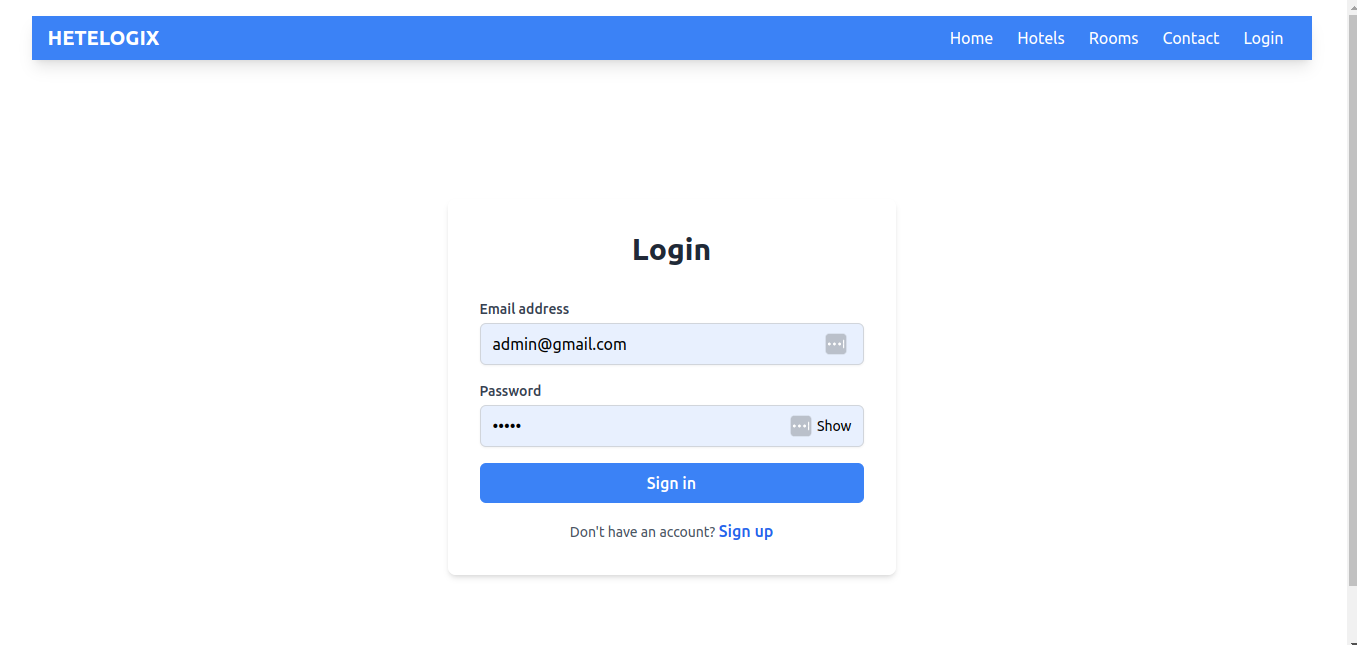 HETELOGIX Home Hotels Rooms Contact Login
Login
Email address
admin@gmail.com
Password
•••••
Show
Sign in
Don't have an account? Sign up